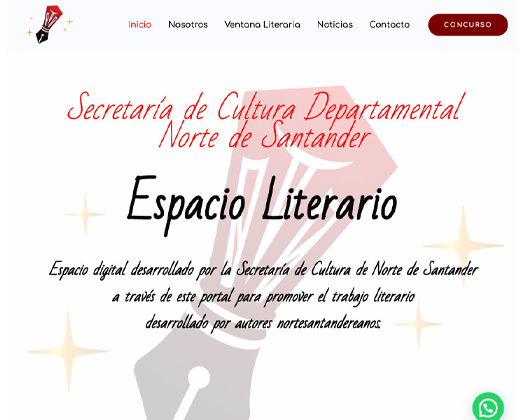 Inicio Nosotros Ventana Literaria Noticias Contacto CONCURSO
Secretaría de Cultura Departamental
Norte de Santander
Espacio Literario
Espacio digital desarrollado por la Secretaría de Cultura de Norte de Santander
a través de este portal para promover el trabajo literario
desarrollado por autores nortesantandereanos.